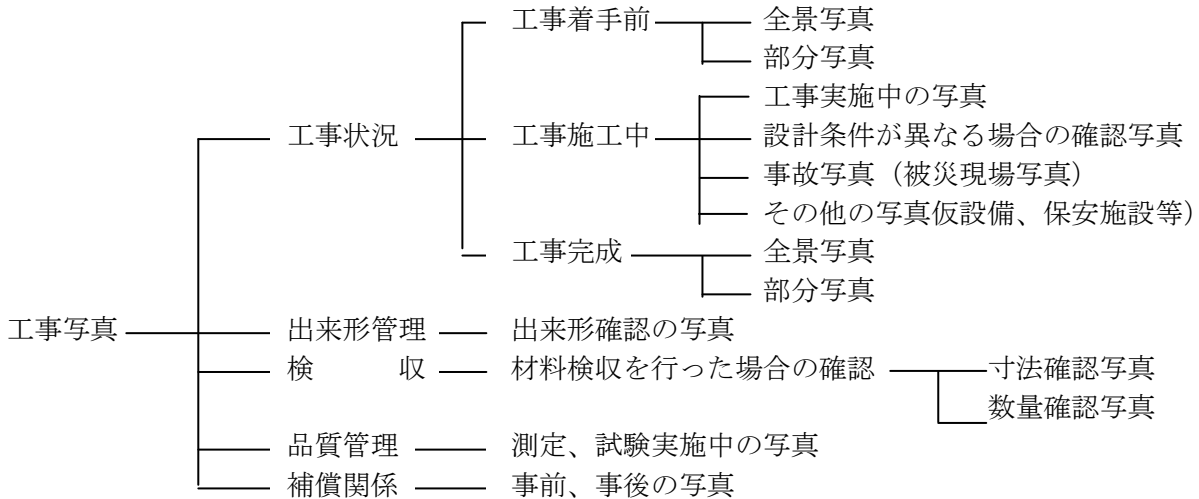 工事着手前 全景写真
部分写真
工事実施中の写真
工事状況 工事施工中 設計条件が異なる場合の確認写真
事故写真（被災現場写真）
その他の写真仮設備、保安施設等）
工事完成 全景写真
部分写真
工事写真 出来形管理 出来形確認の写真
検　　収 材料検収を行った場合の確認 寸法確認写真
数量確認写真
品質管理 測定、試験実施中の写真
補償関係 事前、事後の写真